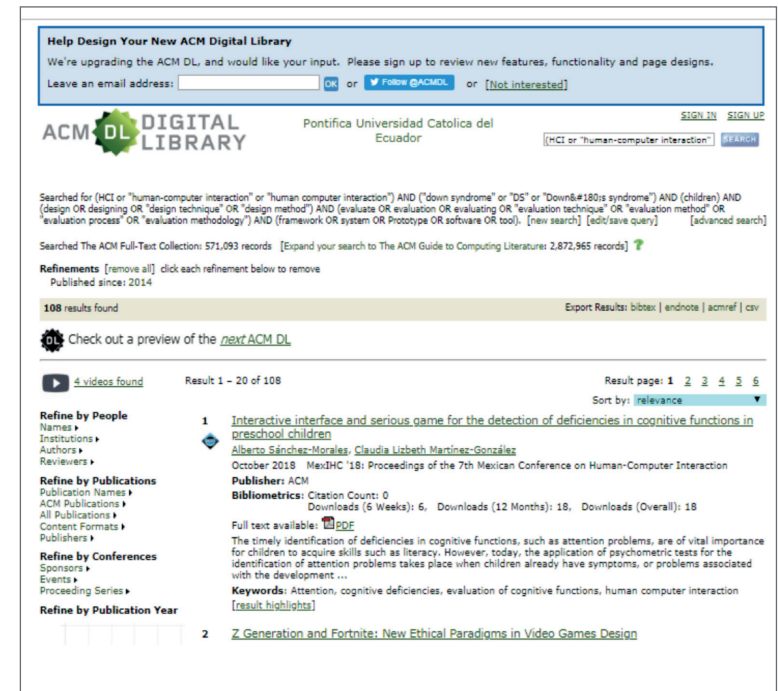 Help Design Your New ACM Digital Library
We're upgrading the ACM DL, and would like your input. Please sign up to review new features, functionality and page designs.
Leave an email address: OK or Follow @ACMDL or [Not interested]
SIGN IN SIGN UP
ACM DL DIGITAL LIBRARY
Pontifica Universidad Catolica del Ecuador
(HCI or "human-computer interaction" SEARCH
Searched for (HCI or "human-computer interaction" or "human computer interaction") AND ("down syndrome" or "DS" or "Down&#180:s syndrome") AND (children) AND
(design OR designing OR "design technique" OR "design method") AND (evaluate OR evaluation OR evaluating OR "evaluation technique" OR "evaluation method" OR
"evaluation process" OR "evaluation methodology") AND (framework OR system OR Prototype OR software OR tool). [new search] [edit/save query] [advanced search]
Searched The ACM Full-Text Collection: 571,093 records [Expand your search to The ACM Guide to Computing Literature: 2,872,965 records] ?
Refinements [remove all] click each refinement below to remove
Published since: 2014
108 results found Export Results: bibtex | endnote | acmref | csv
DL Check out a preview of the next ACM DL
4 videos found Result 1 – 20 of 108 Result page: 1 2 3 4 5 6
Sort by: relevance
Refine by People
Names
Institutions
Authors
Reviewers
Refine by Publications
Publication Names
ACM Publications
All Publications
Content Formats
Publishers
Refine by Conferences
Sponsors
Events
Proceeding Series
Refine by Publication Year
1 Interactive interface and serious game for the detection of deficiencies in cognitive functions in
preschool children
Alberto Sánchez-Morales, Claudia Lizbeth Martínez-González
October 2018 MexIHC '18: Proceedings of the 7th Mexican Conference on Human-Computer Interaction
Publisher: ACM
Bibliometrics: Citation Count: 0
Downloads (6 Weeks): 6, Downloads (12 Months): 18, Downloads (Overall): 18
Full text available: PDF
The timely identification of deficiencies in cognitive functions, such as attention problems, are of vital importance
for children to acquire skills such as literacy. However, today, the application of psychometric tests for the
identification of attention problems takes place when children already have symptoms, or problems associated
with the development ...
Keywords: Attention, cognitive deficiencies, evaluation of cognitive functions, human computer interaction
[result highlights]
2 Z Generation and Fortnite: New Ethical Paradigms in Video Games Design